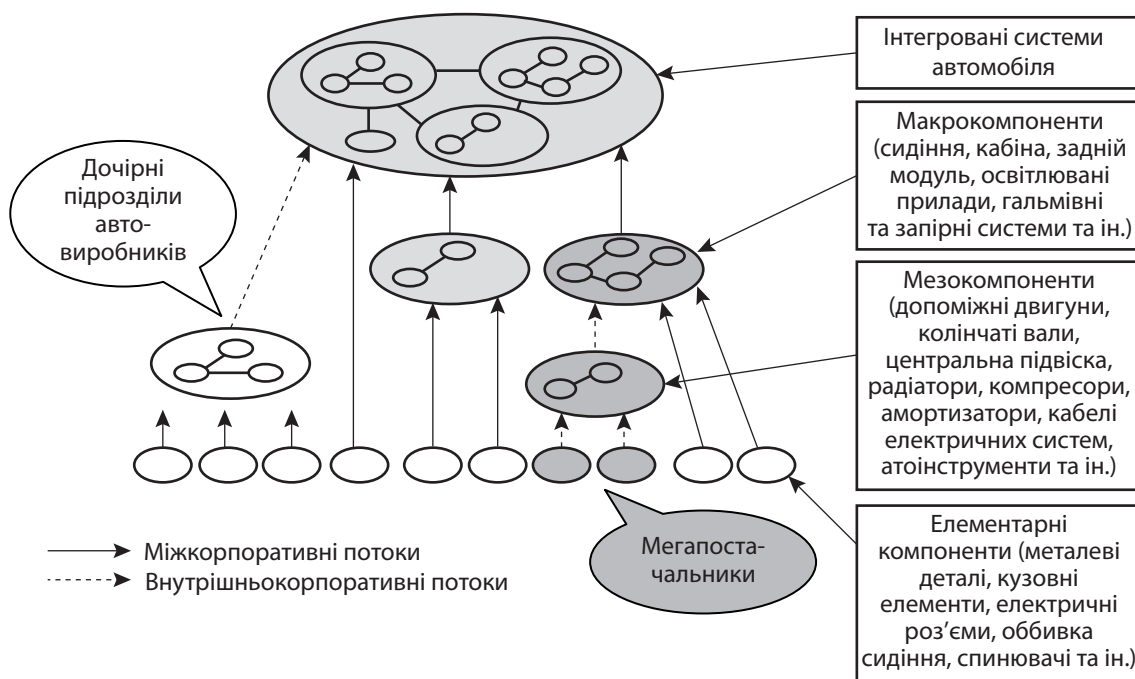 Інтегровані системи
автомобіля
Макрокомпоненти
(сидіння, кабіна, задній
модуль, освітлювані
прилади, гальмівні
та запірні системи та ін.)
Дочірні
підрозділи
авто-
виробників
Мезокомпоненти
(допоміжні двигуни,
колінчаті вали,
центральна підвіска,
радіатори, компресори,
амортизатори, кабелі
електричних систем,
атоінструменти та ін.)
Елементарні
компоненти (металеві
деталі, кузовні
елементи, електричні
роз’єми, оббивка
сидіння, спинювачі та ін.)
Мегапоста-
чальники
Міжкорпоративні потоки
Внутрішньокорпоративні потоки